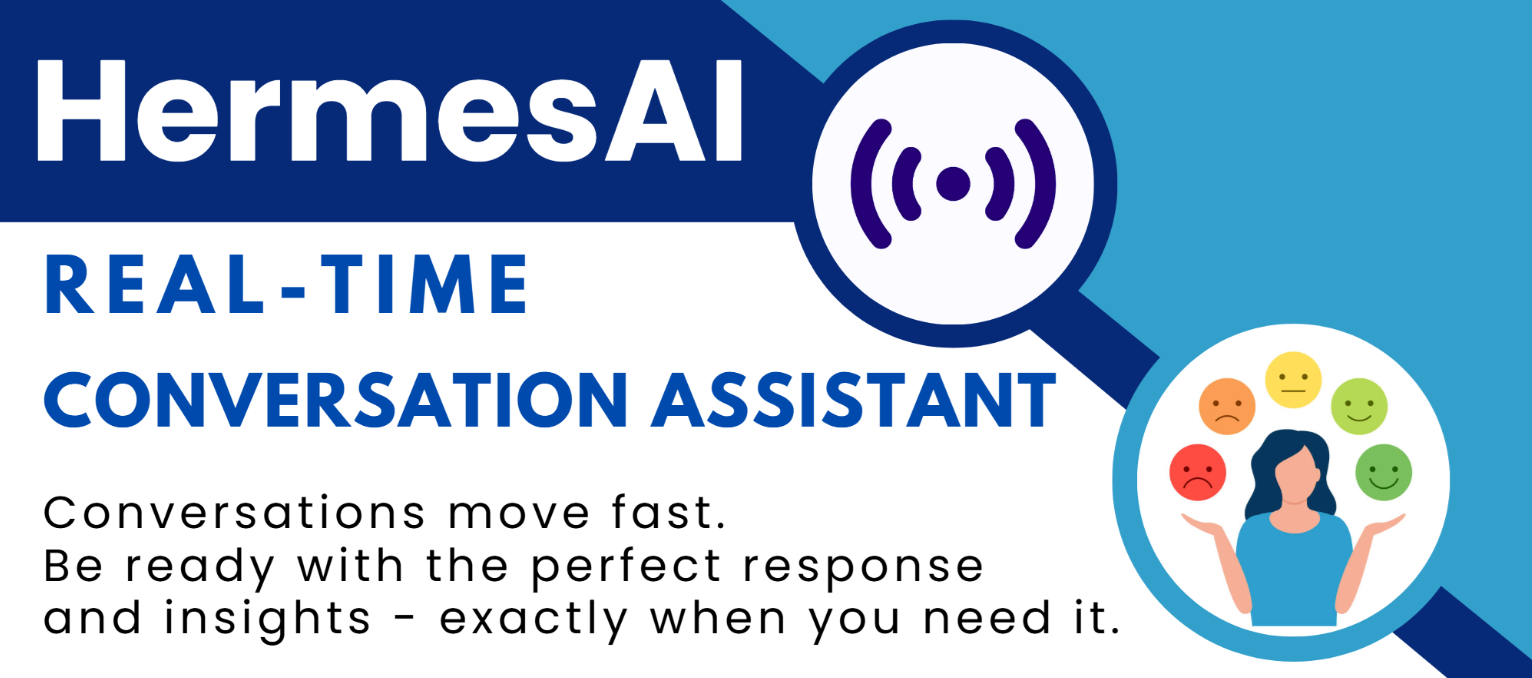 HermesAI
REAL-TIME
CONVERSATION ASSISTANT
Conversations move fast.
Be ready with the perfect response
and insights - exactly when you need it.